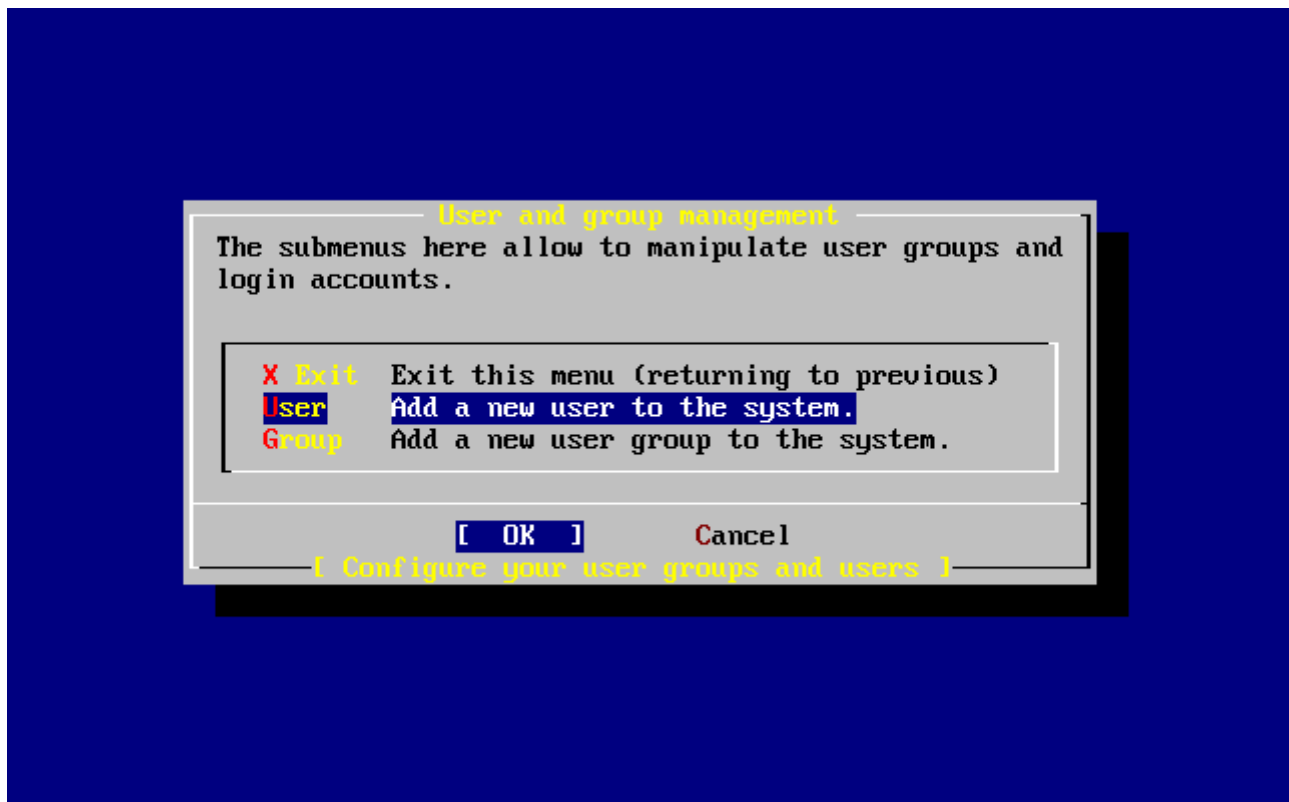 User and group management
The submenus here allow to manipulate user groups and
login accounts.
X Exit Exit this menu (returning to previous)
User Add a new user to the system.
Group Add a new user group to the system.
[ OK ] Cancel
[ Configure your user groups and users ]